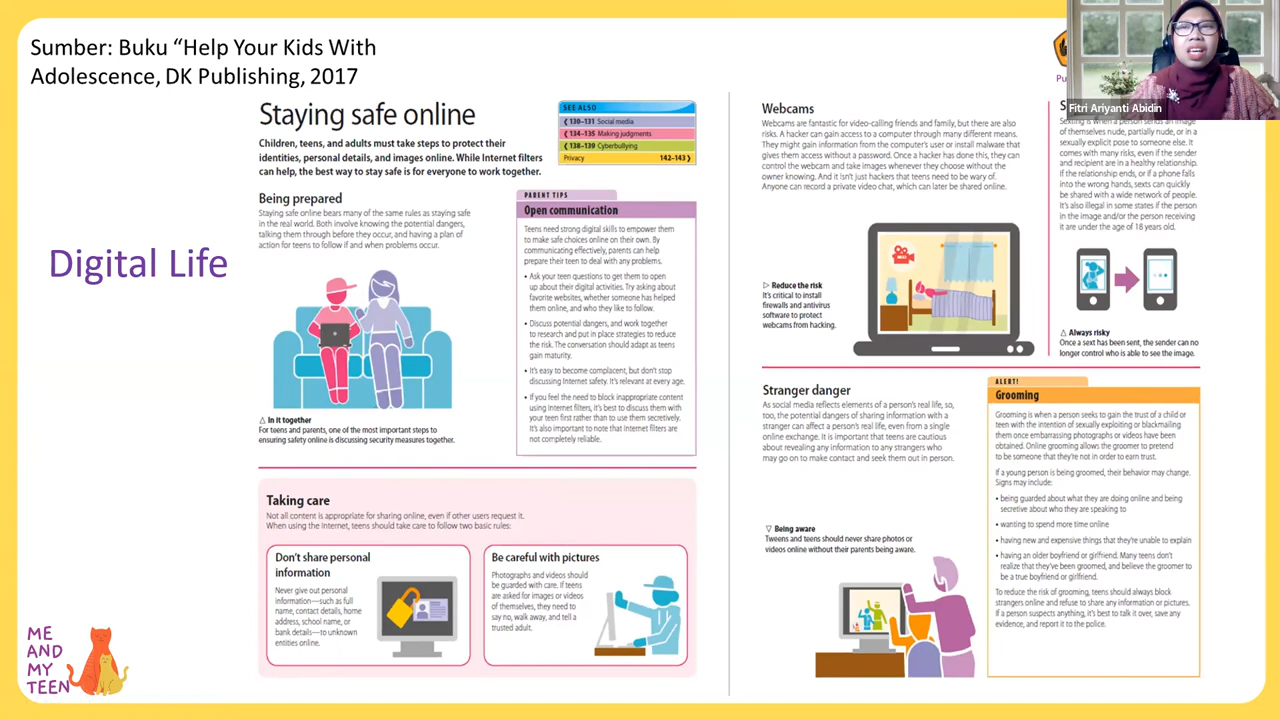 Sumber: Buku “Help Your Kids With
Adolescence, DK Publishing, 2017
Digital Life
ME
AND
MY
TEEN
Staying safe online
Children, teens, and adults must take steps to protect their
identities, personal details, and images online. While Internet filters
can help, the best way to stay safe is for everyone to work together.
SEE ALSO
❮ 130–131 Social media
❮ 134–135 Making judgments
❮ 138–139 Cyberbullying
Privacy 142–143 ❯
Being prepared
Staying safe online bears many of the same rules as staying safe
in the real world. Both involve knowing the potential dangers,
talking them through before they occur, and having a plan of
action for teens to follow if and when problems occur.
△ In it together
For teens and parents, one of the most important steps to
ensuring safety online is discussing security measures together.
PARENT TIPS
Open communication
Teens need strong digital skills to empower them
to make safe choices online on their own. By
communicating effectively, parents can help
prepare their teen to deal with any problems.
• Ask your teen questions to get them to open
up about their digital activities. Try asking about
favorite websites, whether someone has helped
them online, and who they like to follow.
• Discuss potential dangers, and work together
to research and put in place strategies to reduce
the risk. The conversation should adapt as teens
gain maturity.
• It’s easy to become complacent, but don’t stop
discussing Internet safety. It’s relevant at every age.
• If you feel the need to block inappropriate content
using Internet filters, it’s best to discuss them with
your teen first rather than to use them secretively.
It’s also important to note that Internet filters are
not completely reliable.
Taking care
Not all content is appropriate for sharing online, even if other users request it.
When using the Internet, teens should take care to follow two basic rules:
Don’t share personal
information
Never give out personal
information—such as full
name, contact details, home
address, school name, or
bank details—to unknown
entities online.
Be careful with pictures
Photographs and videos should
be guarded with care. If teens
are asked for images or videos
of themselves, they need to
say no, walk away, and tell a
trusted adult.
Webcams
Webcams are fantastic for video-calling friends and family, but there are also
risks. A hacker can gain access to a computer through many different means.
They might gain information from the computer’s user or install malware that
gives them access without a password. Once a hacker has done this, they can
control the webcam and take images whenever they choose without the
owner knowing. And it isn’t just hackers that teens need to be wary of.
Anyone can record a private video chat, which can later be shared online.
▷ Reduce the risk
It’s critical to install
firewalls and antivirus
software to protect
webcams from hacking.
Fitri Ariyanti Abidin
Sexting is when a person sends an image
of themselves nude, partially nude, or in a
sexually explicit pose to someone else. It
comes with many risks, even if the sender
and recipient are in a healthy relationship.
If the relationship ends, or if a phone falls
into the wrong hands, sexts can quickly
be shared with a wide network of people.
It’s also illegal in some states if the person
in the image and/or the person receiving
it are under the age of 18 years old.
△ Always risky
Once a sext has been sent, the sender can no
longer control who is able to see the image.
Stranger danger
As social media reflects elements of a person’s real life, so,
too, the potential dangers of sharing information with a
stranger can affect a person’s real life, even from a single
online exchange. It is important that teens are cautious
about revealing any information to any strangers who
may go on to make contact and seek them out in person.
▽ Being aware
Tweens and teens should never share photos or
videos online without their parents being aware.
ALERT!
Grooming
Grooming is when a person seeks to gain the trust of a child or
teen with the intention of sexually exploiting or blackmailing
them once embarrassing photographs or videos have been
obtained. Online grooming allows the groomer to pretend
to be someone that they’re not in order to earn trust.
If a young person is being groomed, their behavior may change.
Signs may include:
• being guarded about what they are doing online and being
secretive about who they are speaking to
• wanting to spend more time online
• having new and expensive things that they’re unable to explain
• having an older boyfriend or girlfriend. Many teens don’t
realize that they’ve been groomed, and believe the groomer to
be a true boyfriend or girlfriend.
To reduce the risk of grooming, teens should always block
strangers online and refuse to share any information or pictures.
If a person suspects anything, it’s best to talk it over, save any
evidence, and report it to the police.